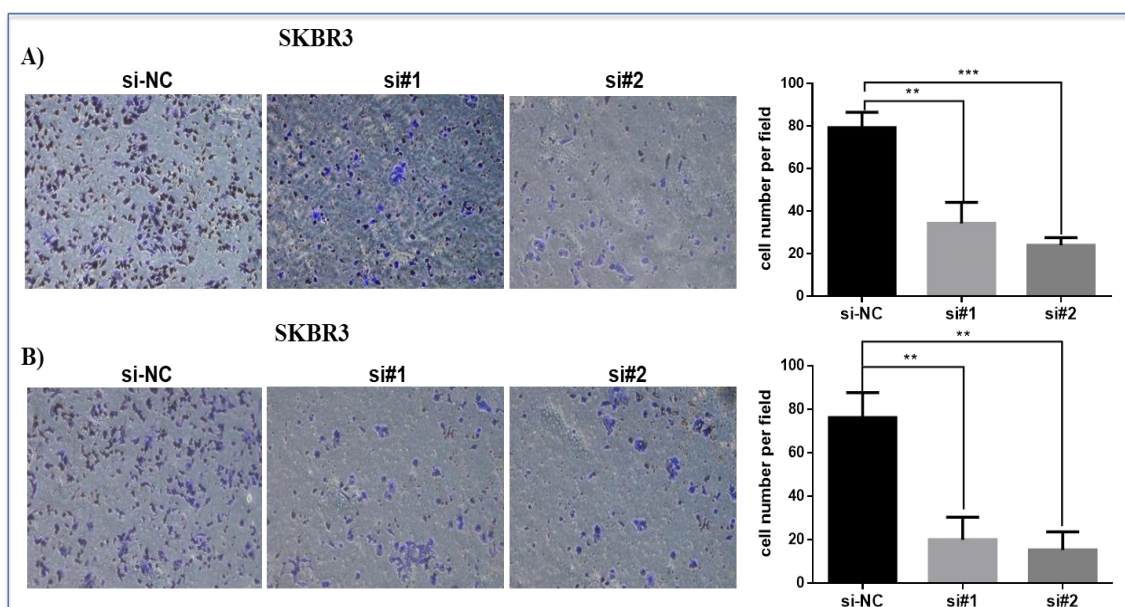 SKBR3
A)
si-NC si#1 si#2
***
**
cell number per field
100
80
60
40
20
0
si-NC si#1 si#2
SKBR3
B)
si-NC si#1 si#2
**
**
cell number per field
100
80
60
40
20
0
si-NC si#1 si#2